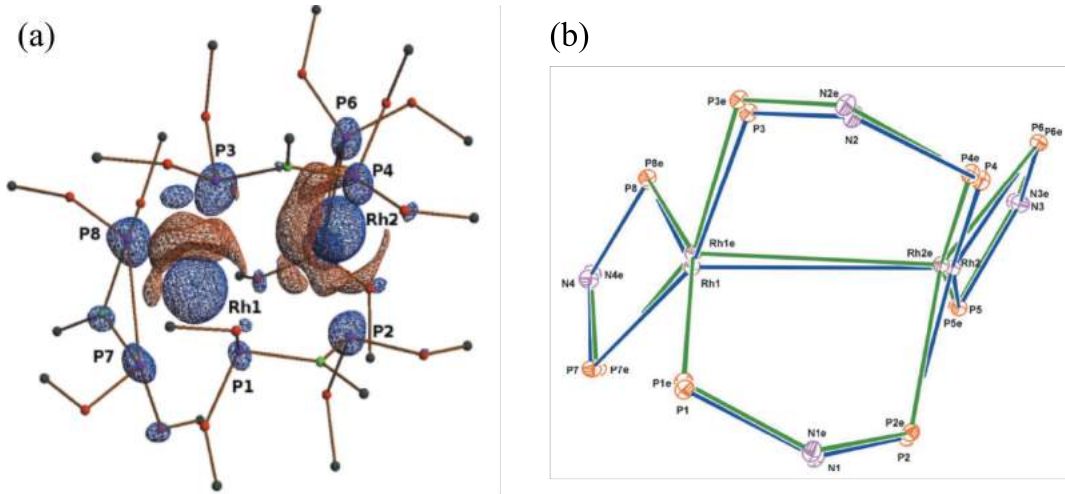 (a)
P6
P3
P4
P8
Rh2
Rh1
P7
P2
P1
(b)
P3e
P3
N2e
N2
P6
P6e
P8e
P8
P4e
P4
N3e
N3
Rh1e
Rh1
Rh2e
Rh2
N4
N4e
P5
P5e
P7
P7e
P1e
P1
P2e
P2
N1e
N1